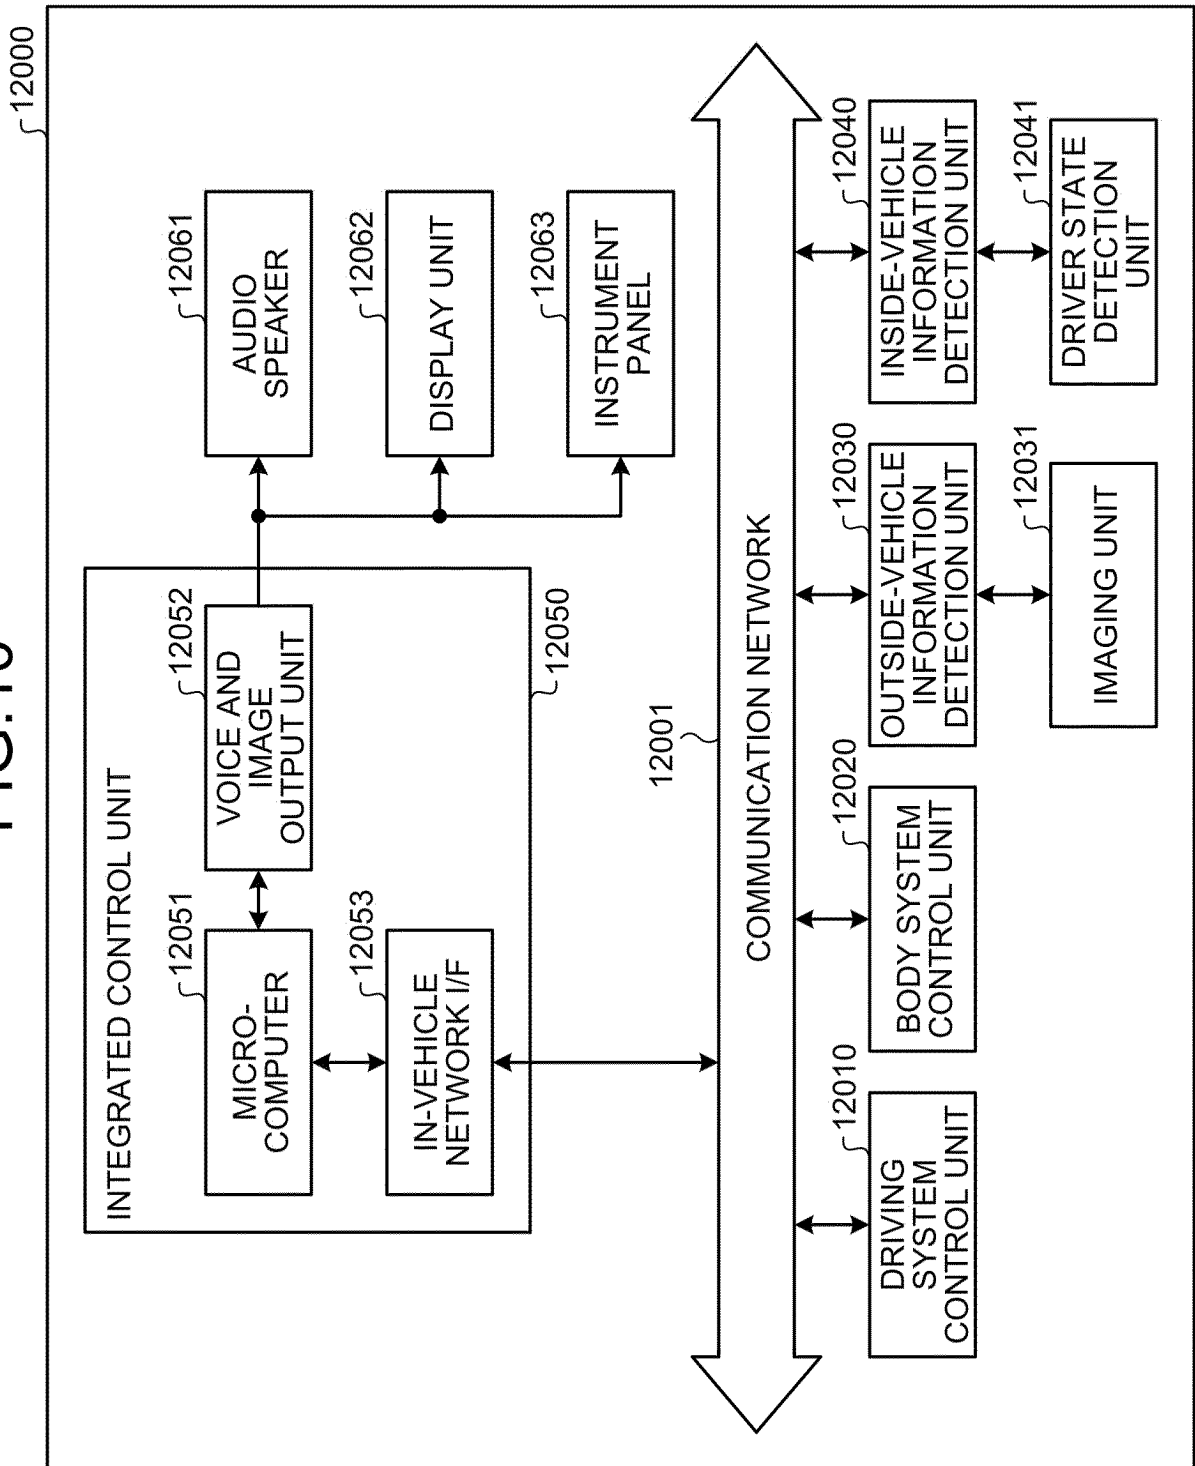 12000
INTEGRATED CONTROL UNIT
12051
MICRO-
COMPUTER
12052
VOICE AND
IMAGE
OUTPUT UNIT
12061
AUDIO
SPEAKER
12053
IN-VEHICLE
NETWORK I/F
12062
DISPLAY UNIT
12050
12063
INSTRUMENT
PANEL
12001
COMMUNICATION NETWORK
12010
DRIVING
SYSTEM
CONTROL UNIT
12020
BODY SYSTEM
CONTROL UNIT
12030
OUTSIDE-VEHICLE
INFORMATION
DETECTION UNIT
12040
INSIDE-VEHICLE
INFORMATION
DETECTION UNIT
12031
IMAGING UNIT
12041
DRIVER STATE
DETECTION
UNIT